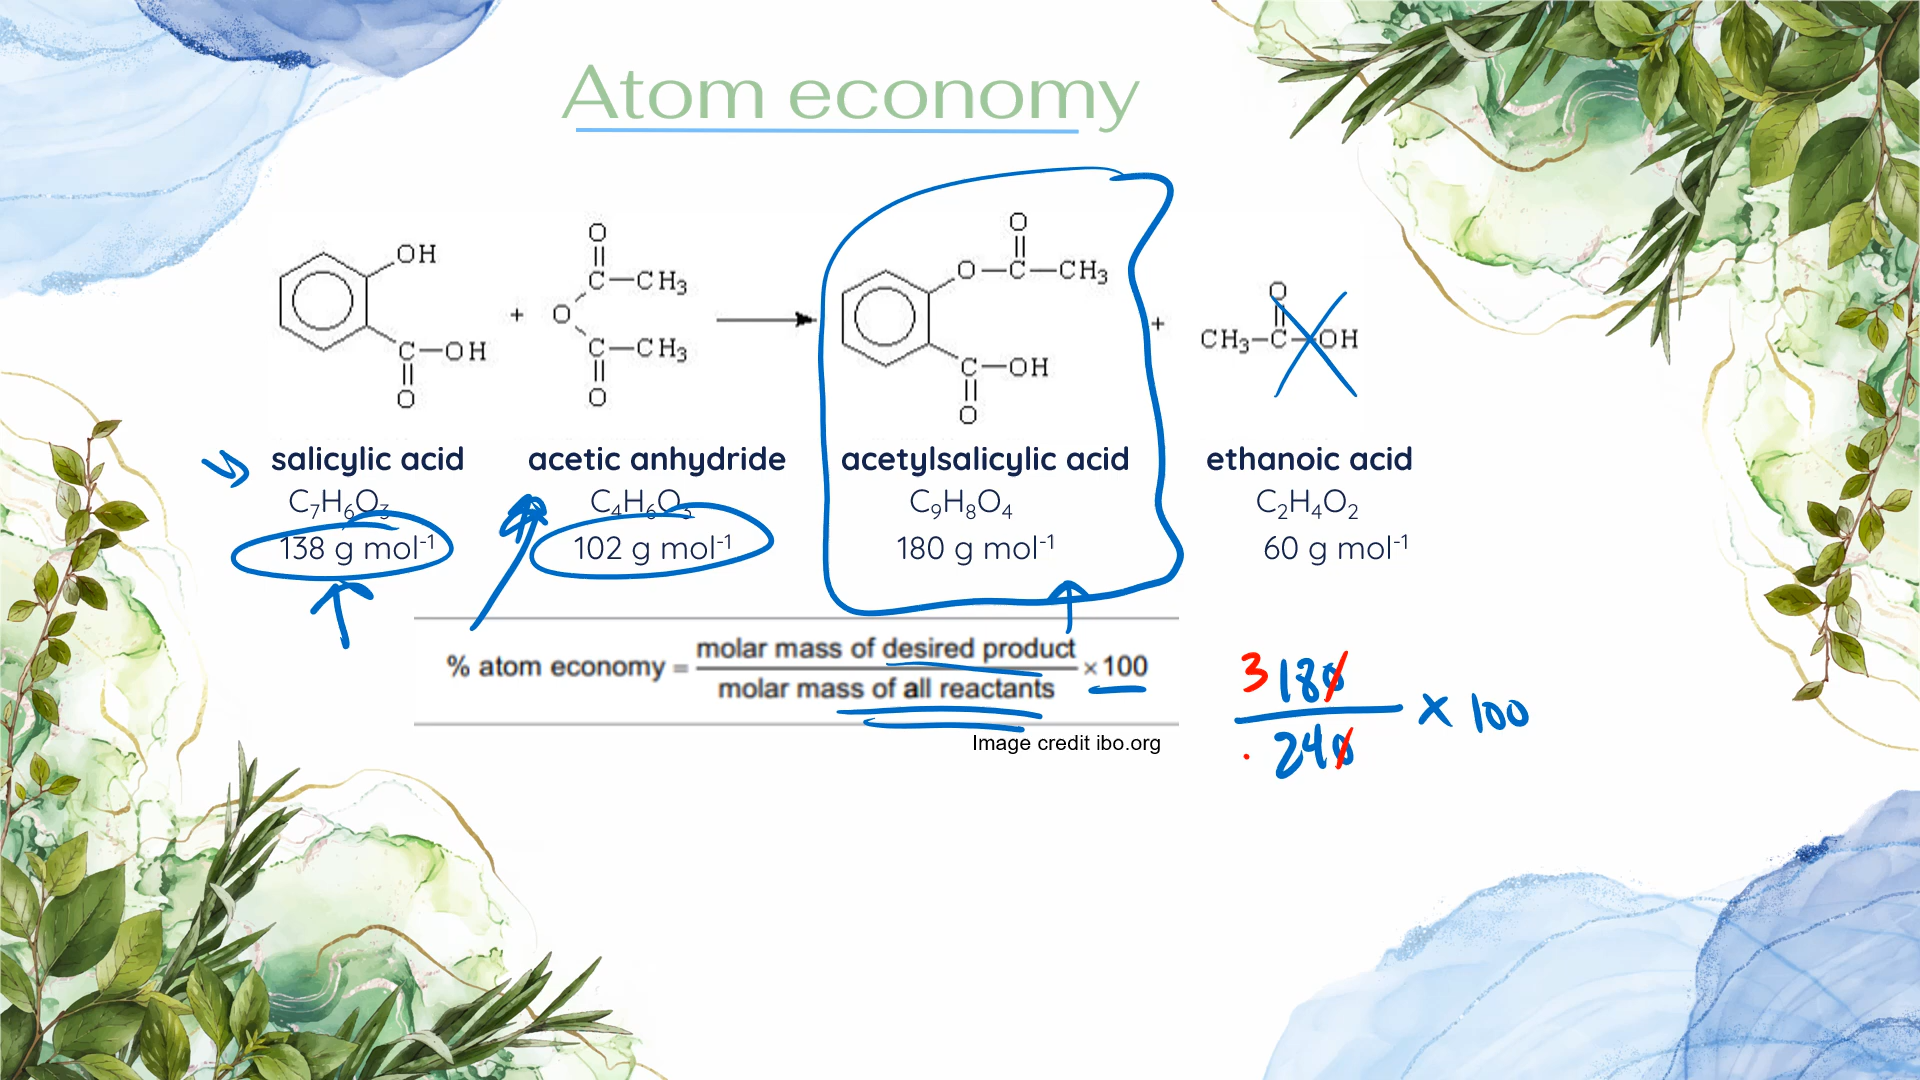 Atom economy
OH
C—OH
O
+
O
C—CH₃
O
C—CH₃
O
O
O—C—CH₃
C—OH
O
+
O
CH₃—C—OH
salicylic acid
C₇H₆O₃
138 g mol⁻¹
acetic anhydride
C₄H₆O₃
102 g mol⁻¹
acetylsalicylic acid
C₉H₈O₄
180 g mol⁻¹
ethanoic acid
C₂H₄O₂
60 g mol⁻¹
% atom economy = molar mass of desired product / molar mass of all reactants × 100
Image credit ibo.org
3 180
240
× 100